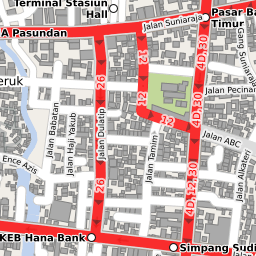 Terminal Stasiun
Hall
Pasar Ba
Timur
Jalan Suniaraja
A Pasundan
12
26
4D,30
Gang Suniaraja
Jalan Pecinan
eruk
12
4D,30
12
Jalan ABC
Jalan Babatan
Jalan Haji Yakub
Jalan Dulatip
Jalan Tamim
Ence Azis
Jalan Alkateri
26
4D,12,30
KEB Hana Bank
Simpang Sudi